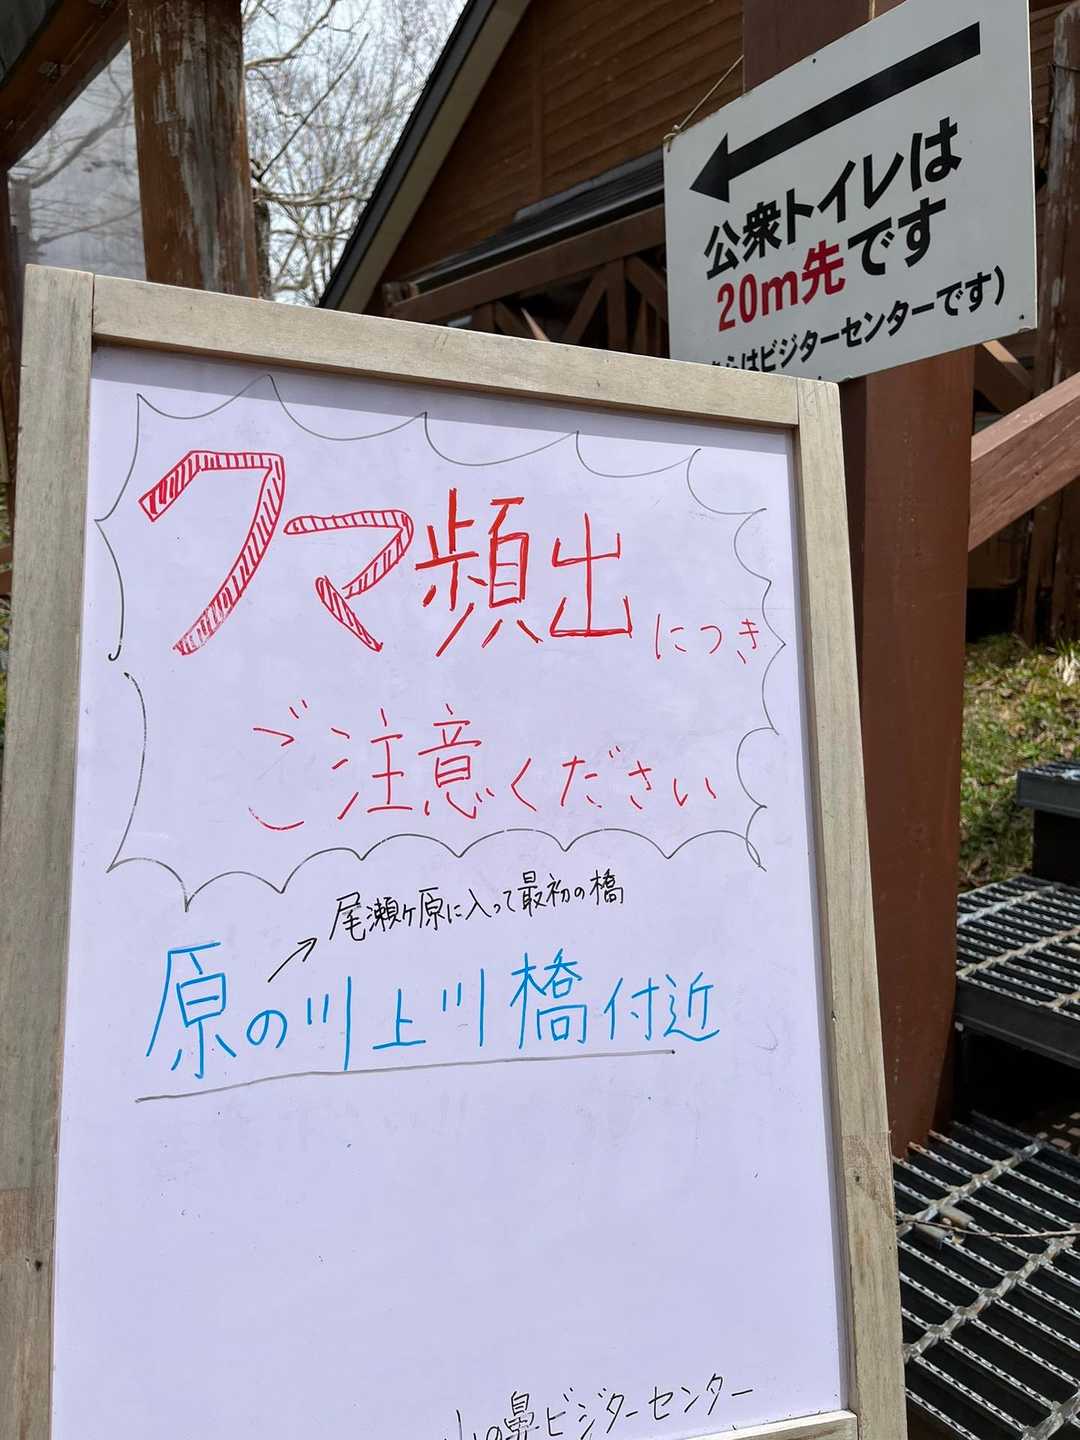 公衆トイレは
20m先です
はビジターセンターです)
クマ頻出につき
ご注意ください
尾瀬ヶ原に入って最初の橋
原の川上川橋付近
山の鼻ビジターセンター